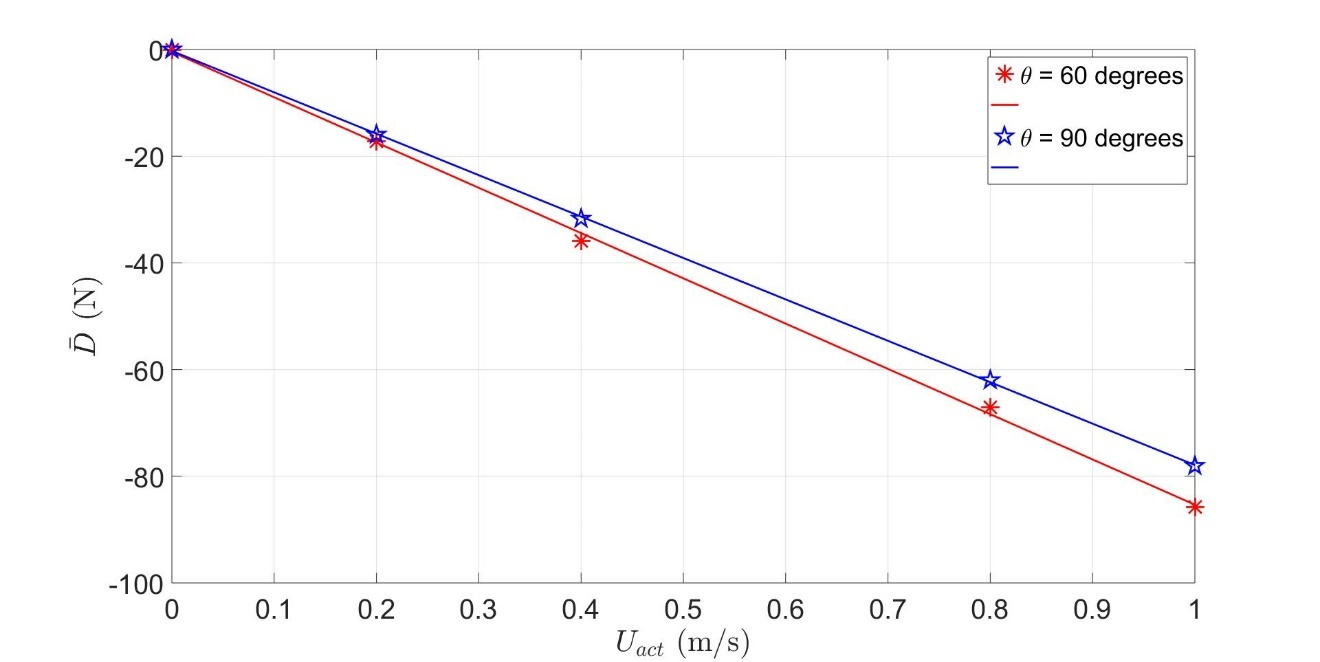 0
-20
-40
-60
-80
-100
D̄ (N)
0 0.1 0.2 0.3 0.4 0.5 0.6 0.7 0.8 0.9 1
U_act (m/s)
θ = 60 degrees
θ = 90 degrees